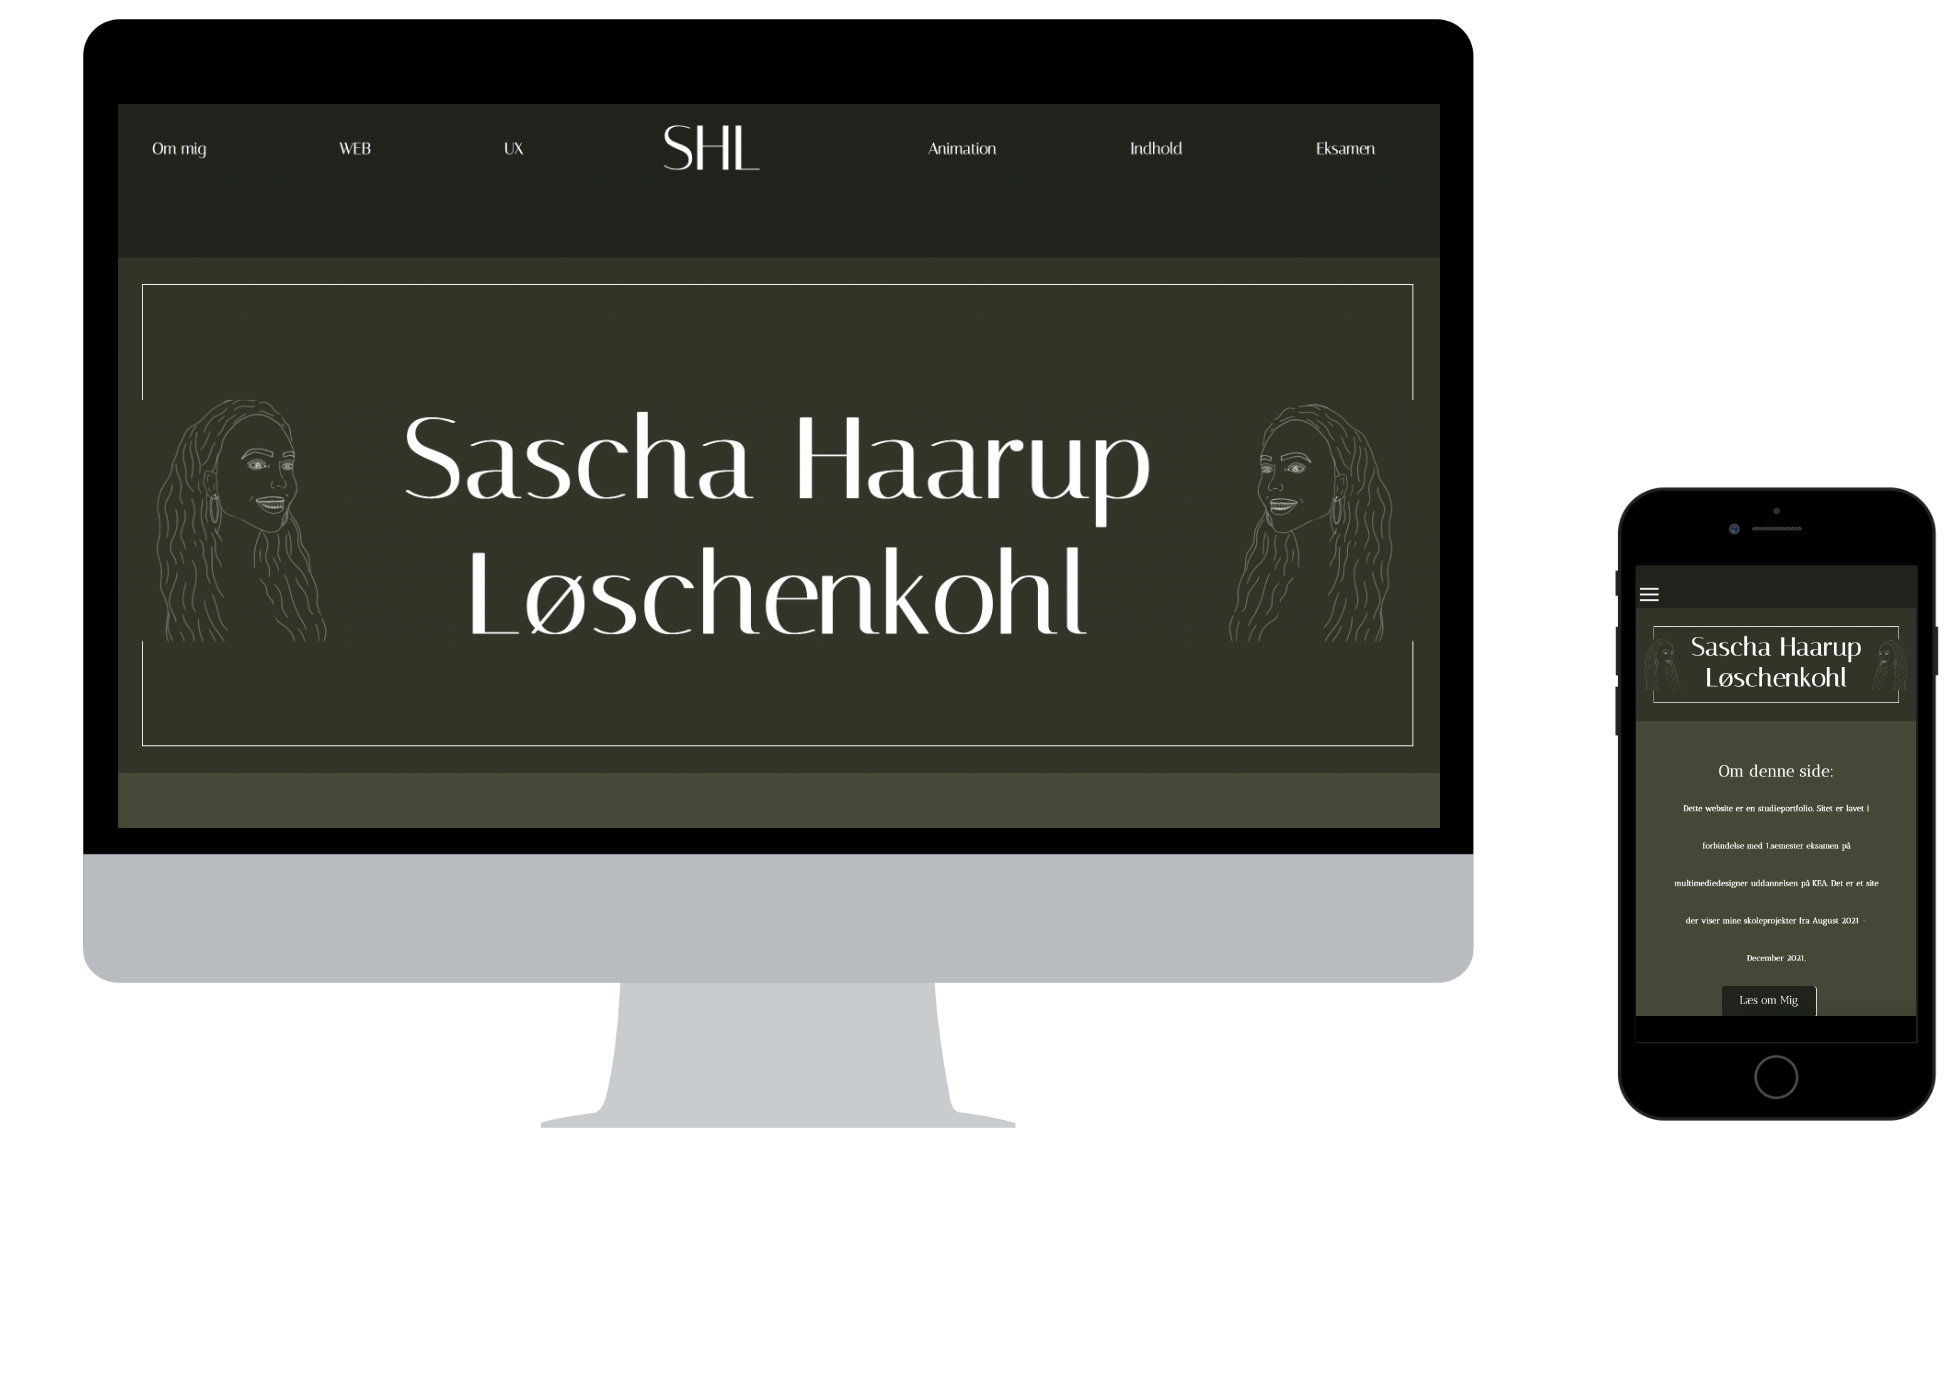 Om mig WEB UX SHL Animation Indhold Eksamen
Sascha Haarup
Løschenkohl
Sascha Haarup
Løschenkohl
Om denne side:
Dette website er en studieportfolio. Sitet er lavet i
forbindelse med 1.semester eksamen på
multimediedesigner uddannelsen på KEA. Det er et site
der viser mine skoleprojekter fra August 2021 -
December 2021.
Læs om Mig